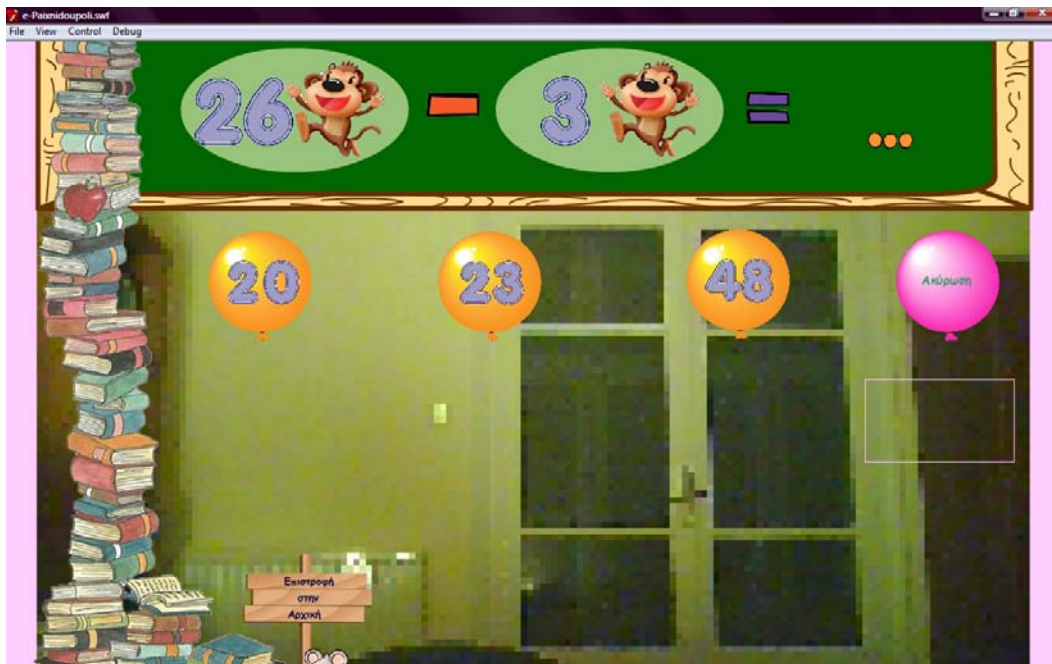 e-Paixnidoupoli.swf
File View Control Debug
26 - 3 = ...
20 23 48 Ακύρωση
Επιστροφή
στην
Αρχική